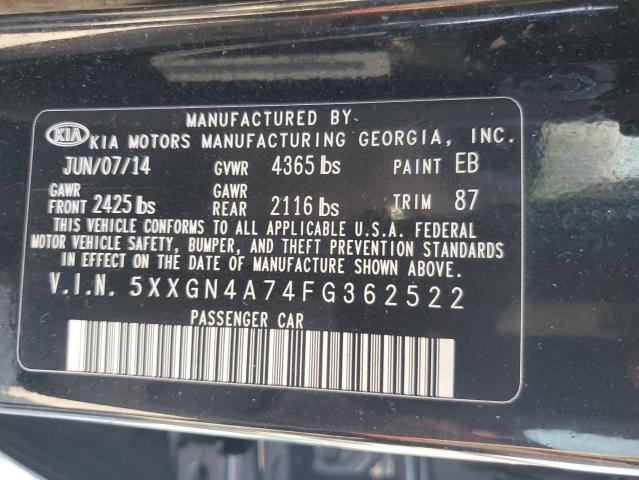 MANUFACTURED BY
KIA KIA MOTORS MANUFACTURING GEORGIA, INC.
JUN/07/14 GVWR 4365 lbs PAINT EB
GAWR FRONT 2425 lbs GAWR REAR 2116 lbs TRIM 87
THIS VEHICLE CONFORMS TO ALL APPLICABLE U.S.A. FEDERAL
MOTOR VEHICLE SAFETY, BUMPER, AND THEFT PREVENTION STANDARDS
IN EFFECT ON THE DATE OF MANUFACTURE SHOWN ABOVE.
V.I.N. 5XXGN4A74FG362522
PASSENGER CAR